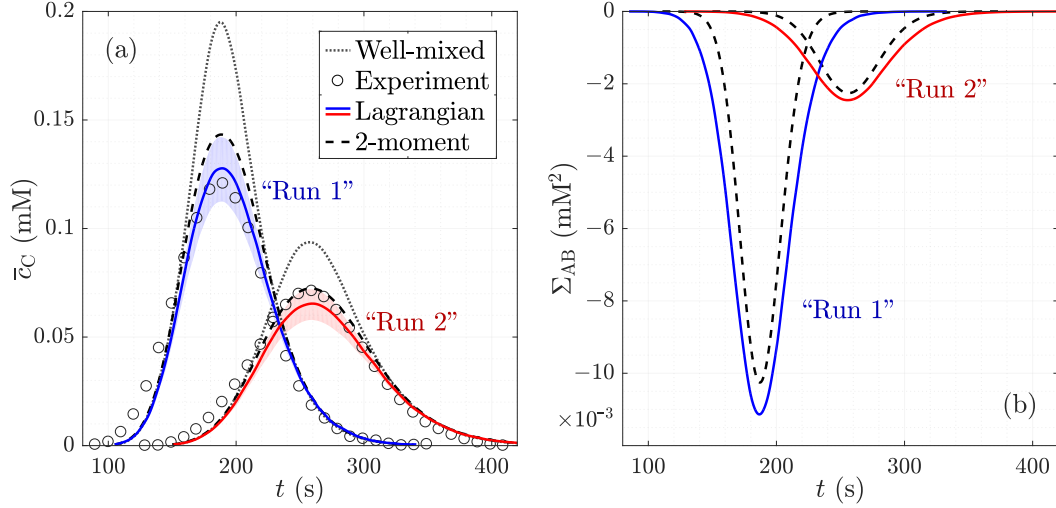 (a)
Well-mixed
Experiment
Lagrangian
2-moment
"Run 1"
"Run 2"
0.2
0.15
0.1
0.05
0
c̅_C (mM)
100
200
300
400
t (s)
0
−2
−4
−6
−8
−10
×10⁻³
Σ_AB (mM²)
"Run 2"
"Run 1"
(b)
100
200
300
400
t (s)